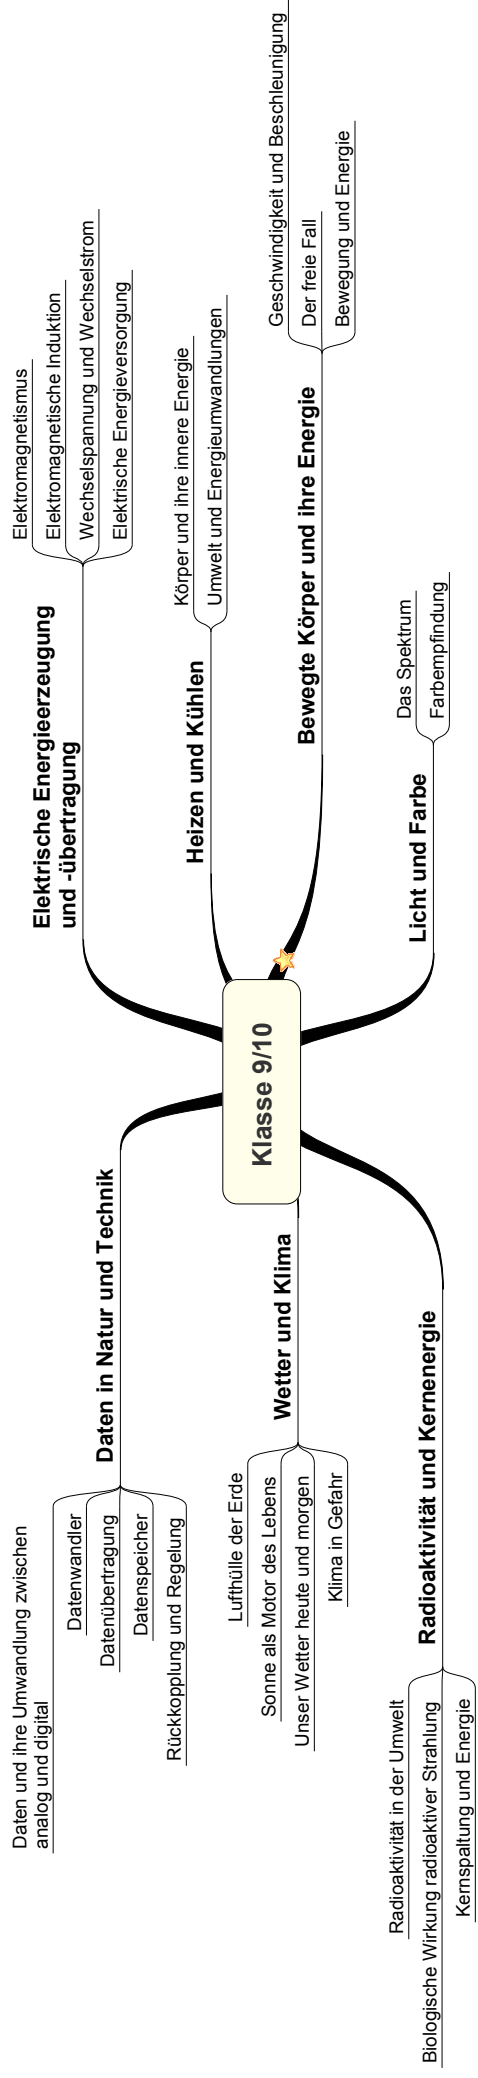 Klasse 9/10
Elektrische Energieerzeugung
und -übertragung
Elektromagnetismus
Elektromagnetische Induktion
Wechselspannung und Wechselstrom
Elektrische Energieversorgung
Heizen und Kühlen
Körper und ihre innere Energie
Umwelt und Energieumwandlungen
Bewegte Körper und ihre Energie
Geschwindigkeit und Beschleunigung
Der freie Fall
Bewegung und Energie
Licht und Farbe
Das Spektrum
Farbempfindung
Daten in Natur und Technik
Daten und ihre Umwandlung zwischen
analog und digital
Datenwandler
Datenübertragung
Datenspeicher
Rückkopplung und Regelung
Wetter und Klima
Lufthülle der Erde
Sonne als Motor des Lebens
Unser Wetter heute und morgen
Klima in Gefahr
Radioaktivität und Kernenergie
Radioaktivität in der Umwelt
Biologische Wirkung radioaktiver Strahlung
Kernspaltung und Energie